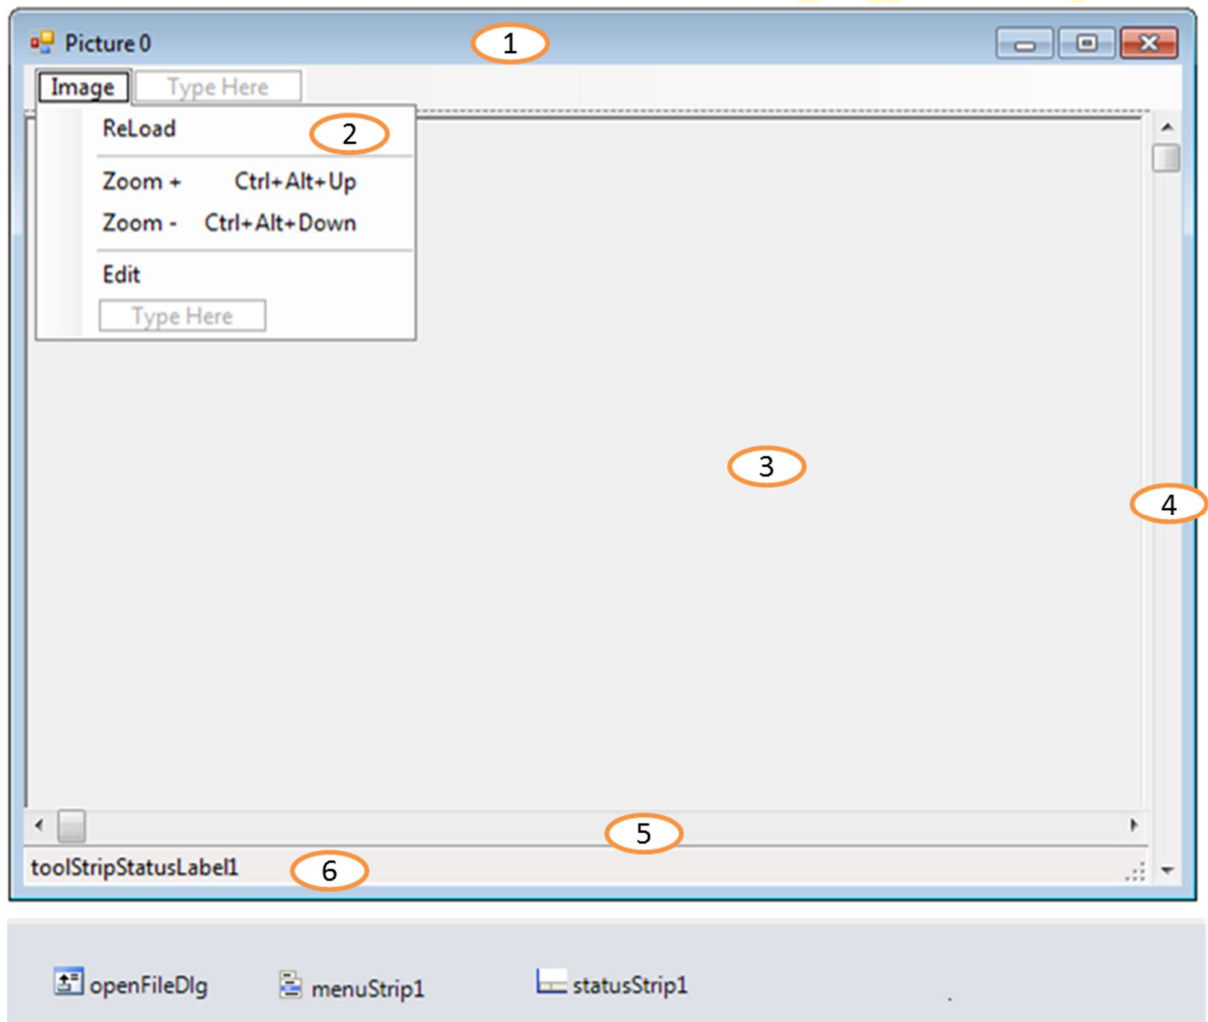 Picture 0
1
Image Type Here
ReLoad
2
Zoom + Ctrl+Alt+Up
Zoom - Ctrl+Alt+Down
Edit
Type Here
3
4
5
toolStripStatusLabel1
6
openFileDlg menuStrip1 statusStrip1